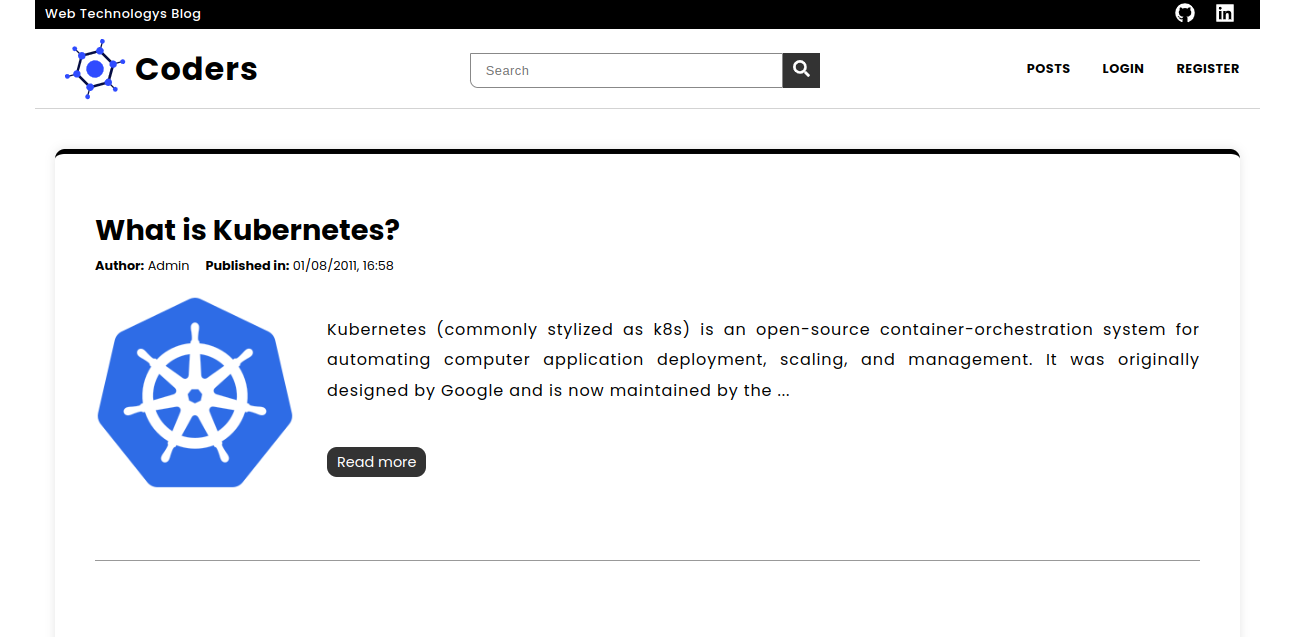 Web Technologys Blog
Coders
Search
POSTS LOGIN REGISTER
What is Kubernetes?
Author: Admin Published in: 01/08/2011, 16:58
Kubernetes (commonly stylized as k8s) is an open-source container-orchestration system for
automating computer application deployment, scaling, and management. It was originally
designed by Google and is now maintained by the ...
Read more